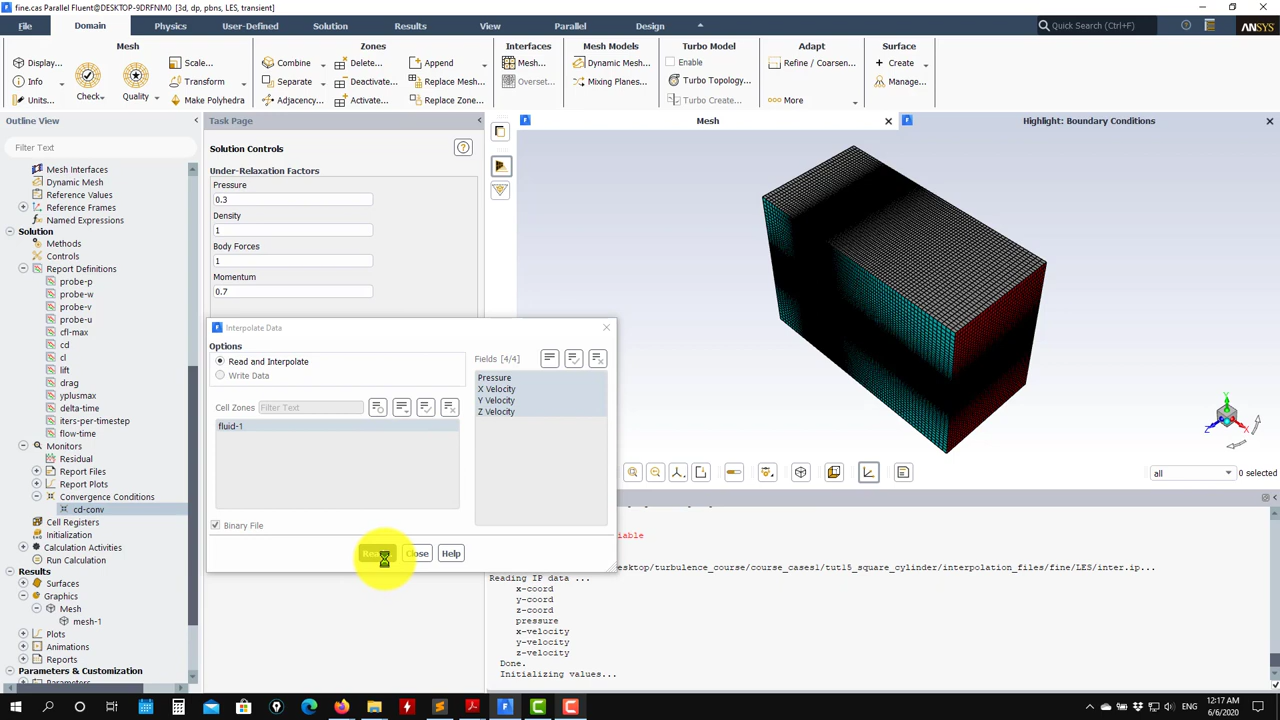 fine.cas Parallel Fluent@DESKTOP-9DRFNM0 [3d, dp, pbns, LES, transient]
File Domain Physics User-Defined Solution Results View Parallel Design Quick Search (Ctrl+F) ANSYS
Mesh Zones Interfaces Mesh Models Turbo Model Adapt Surface
Display... Scale... Combine Delete... Append Mesh... Dynamic Mesh... Enable Refine / Coarsen... Create
Info Transform Separate Deactivate... Replace Mesh... Overset... Mixing Planes... Turbo Topology... Manage...
Units... Check Quality Make Polyhedra Adjacency... Activate... Replace Zone... Turbo Create... More
Outline View
Filter Text
Mesh Interfaces
Dynamic Mesh
Reference Values
Reference Frames
Named Expressions
Solution
Methods
Controls
Report Definitions
probe-p
probe-w
probe-v
probe-u
cfl-max
cd
cl
lift
drag
yplusmax
delta-time
iters-per-timestep
flow-time
Monitors
Residual
Report Files
Report Plots
Convergence Conditions
cd-conv
Cell Registers
Initialization
Calculation Activities
Run Calculation
Results
Surfaces
Graphics
Mesh
mesh-1
Plots
Animations
Reports
Parameters & Customization
Task Page
Solution Controls
Under-Relaxation Factors
Pressure
0.3
Density
1
Body Forces
1
Momentum
0.7
Interpolate Data
Options
Read and Interpolate
Write Data
Cell Zones Filter Text
fluid-1
Fields [4/4]
Pressure
X Velocity
Y Velocity
Z Velocity
Binary File
Close Help
Mesh
Highlight: Boundary Conditions
Y
Z X
all 0 selected
desktop/turbulence_course/course_cases1/tut15_square_cylinder/interpolation_files/fine/LES/inter.ip...
Reading IP data ...
x-coord
y-coord
z-coord
pressure
x-velocity
y-velocity
z-velocity
Done.
Initializing values...
ENG 12:17 AM
6/6/2020